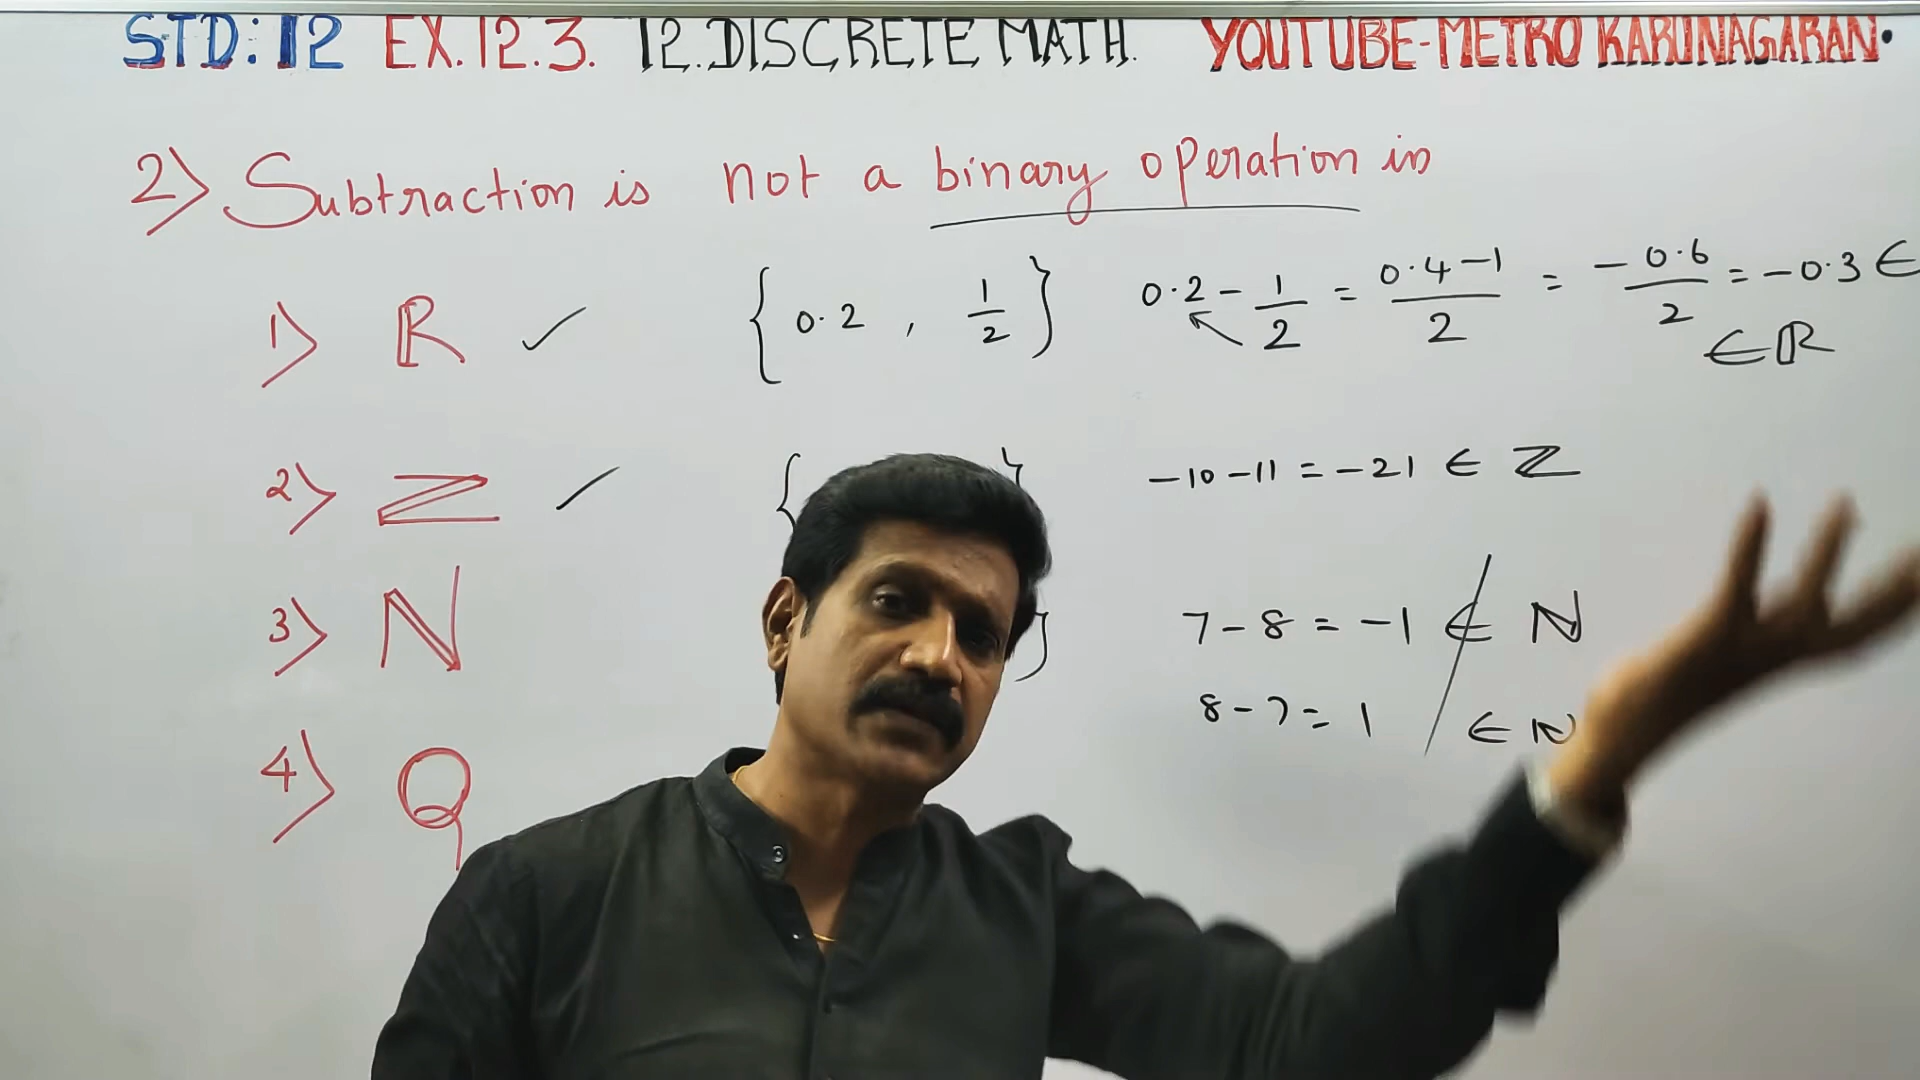 STD: 12 EX.12.3. 12.DISCRETE MATH. YOUTUBE-METRO KARUNAGARAN.
2) Subtraction is not a binary operation in
1) ℝ ✓ { 0.2 , 1/2 } 0.2 - 1/2 = 0.4-1/2 = -0.6/2 = -0.3 ∈
∈ ℝ
2) ℤ { } -10-11 = -21 ∈ ℤ
3) ℕ } 7-8 = -1 ∉ ℕ
8-7 = 1 ∈ ℕ
4) ℚ